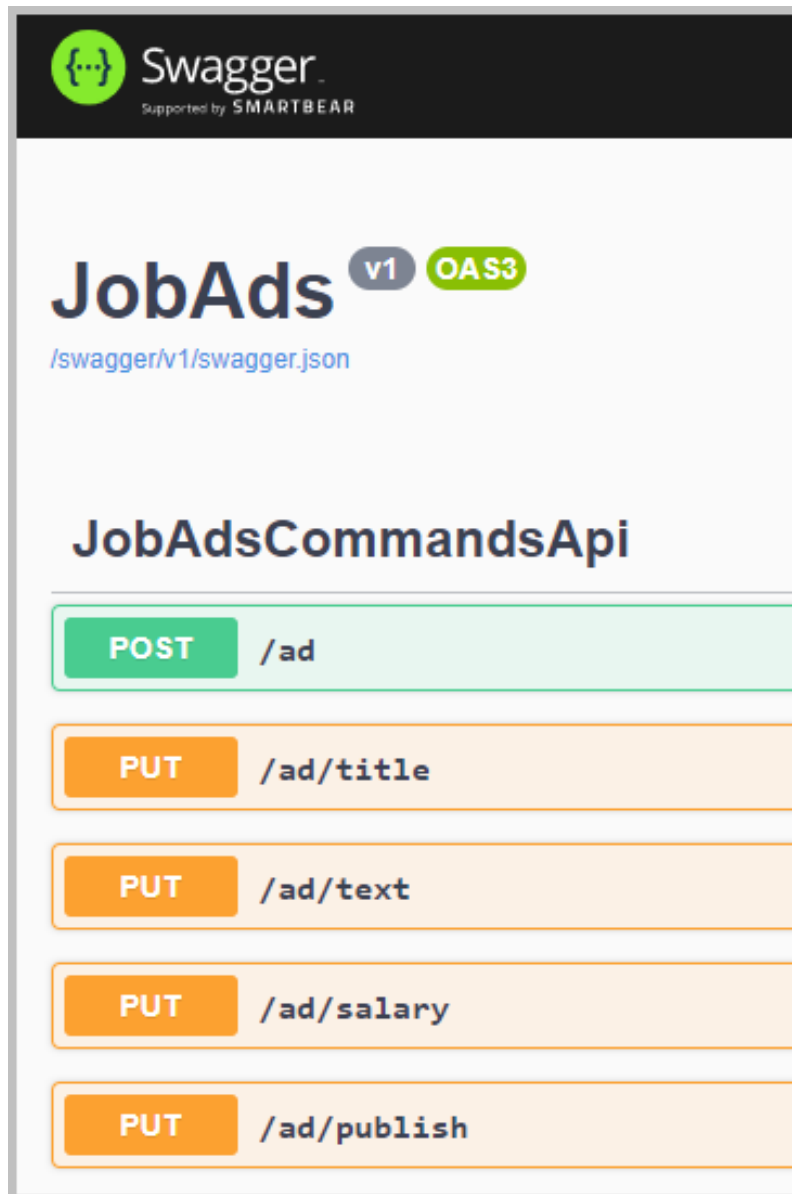 {···} Swagger™
Supported by SMARTBEAR
JobAds v1 OAS3
/swagger/v1/swagger.json
JobAdsCommandsApi
POST /ad
PUT /ad/title
PUT /ad/text
PUT /ad/salary
PUT /ad/publish